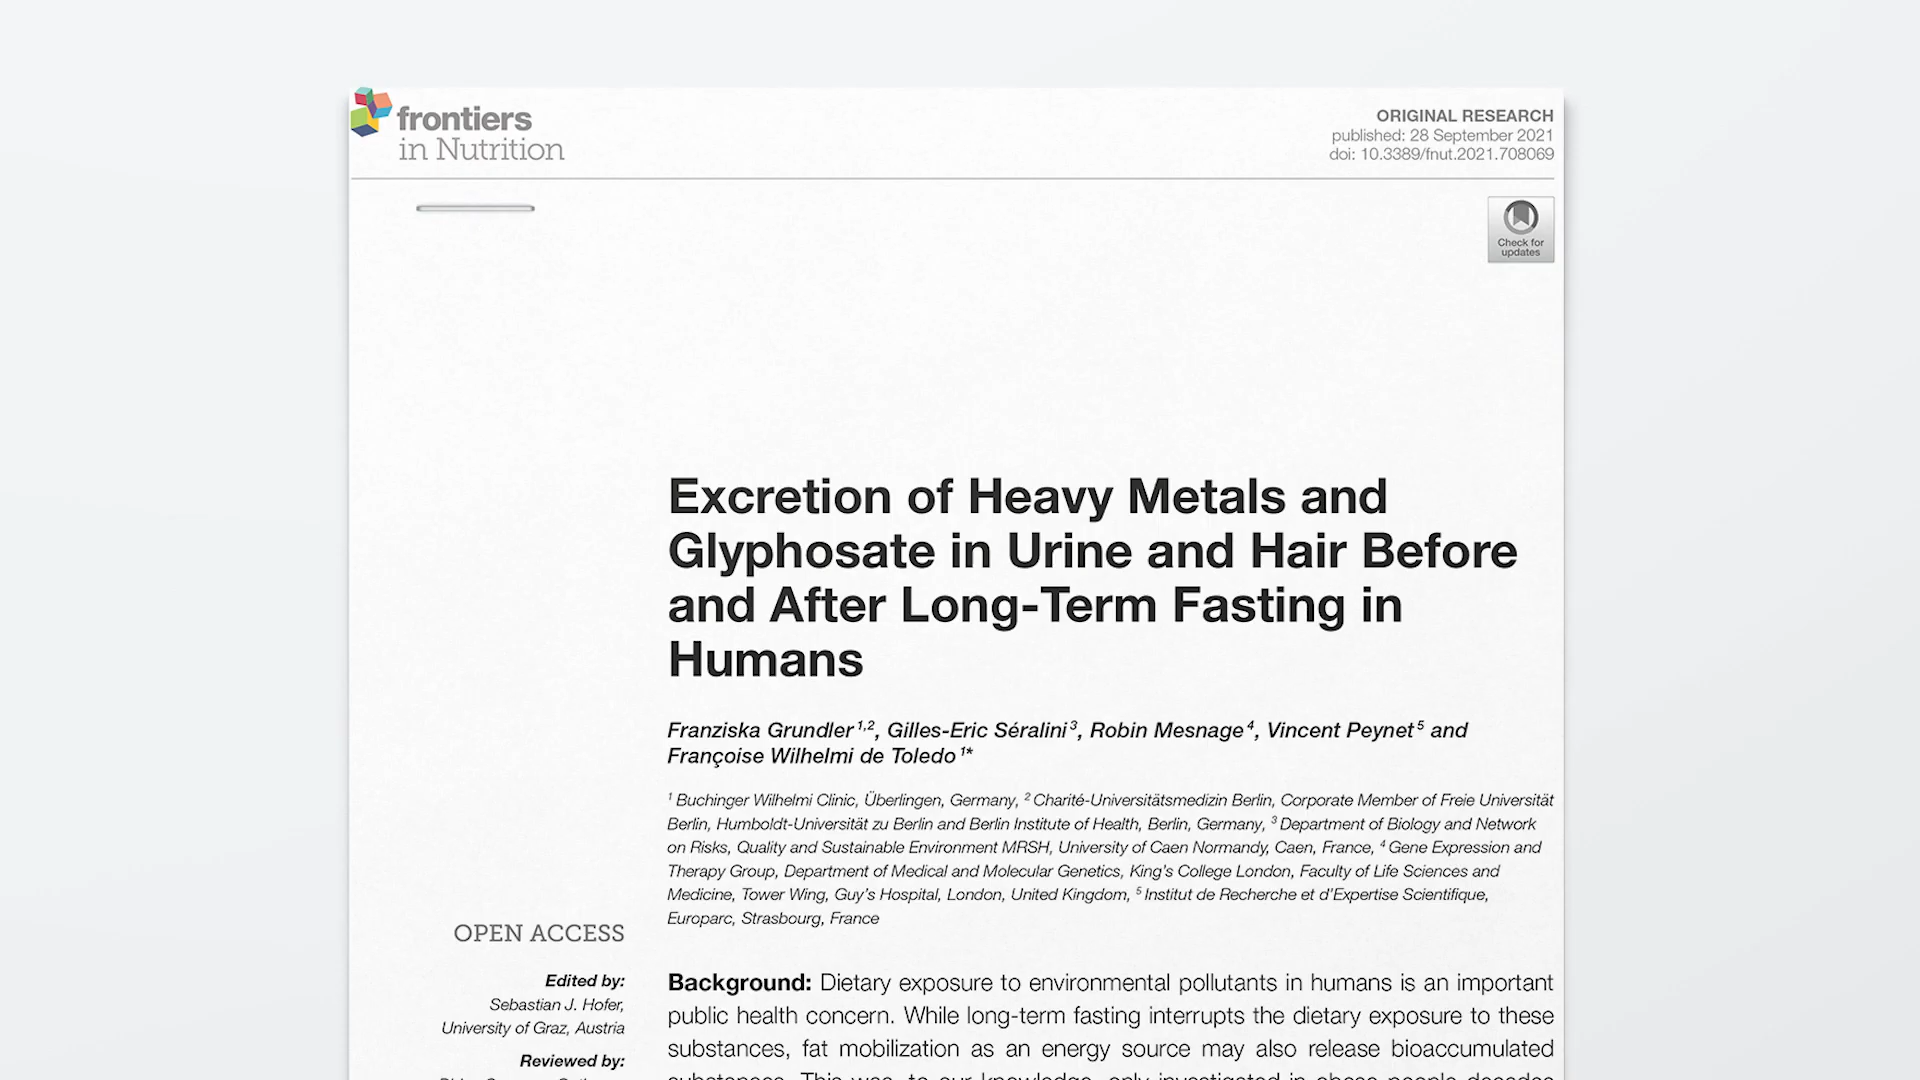 frontiers
in Nutrition
ORIGINAL RESEARCH
published: 28 September 2021
doi: 10.3389/fnut.2021.708069
Check for
updates
Excretion of Heavy Metals and
Glyphosate in Urine and Hair Before
and After Long-Term Fasting in
Humans
Franziska Grundler 1,2, Gilles-Eric Séralini 3, Robin Mesnage 4, Vincent Peynet 5 and
Françoise Wilhelmi de Toledo 1*
1 Buchinger Wilhelmi Clinic, Überlingen, Germany, 2 Charité-Universitätsmedizin Berlin, Corporate Member of Freie Universität
Berlin, Humboldt-Universität zu Berlin and Berlin Institute of Health, Berlin, Germany, 3 Department of Biology and Network
on Risks, Quality and Sustainable Environment MRSH, University of Caen Normandy, Caen, France, 4 Gene Expression and
Therapy Group, Department of Medical and Molecular Genetics, King's College London, Faculty of Life Sciences and
Medicine, Tower Wing, Guy's Hospital, London, United Kingdom, 5 Institut de Recherche et d'Expertise Scientifique,
Europarc, Strasbourg, France
OPEN ACCESS
Edited by:
Sebastian J. Hofer,
University of Graz, Austria
Reviewed by:
Background: Dietary exposure to environmental pollutants in humans is an important
public health concern. While long-term fasting interrupts the dietary exposure to these
substances, fat mobilization as an energy source may also release bioaccumulated